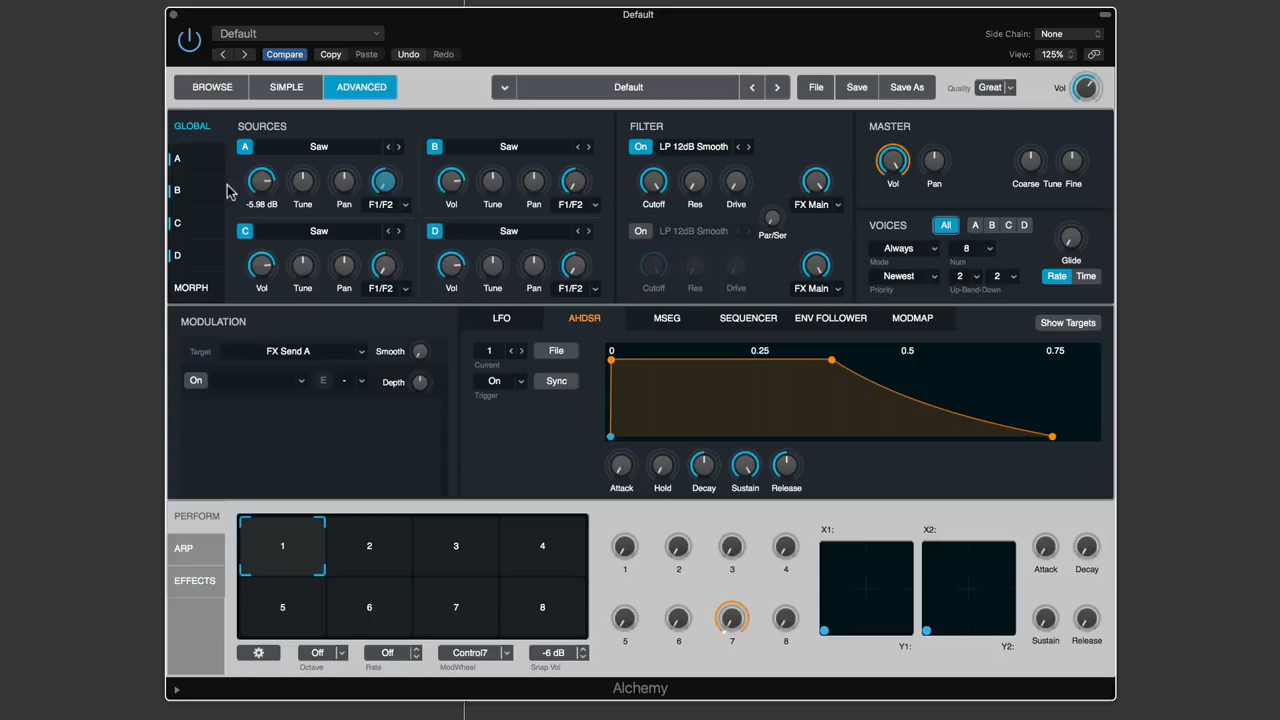 Default
Default
Side Chain: None
Compare Copy Paste Undo Redo
View: 125%
BROWSE SIMPLE ADVANCED Default File Save Save As Quality Great Vol
GLOBAL SOURCES FILTER MASTER
A Saw B Saw On LP 12dB Smooth
A
B
C
D
MORPH
-5.98 dB Tune Pan F1/F2 Vol Tune Pan F1/F2 Cutoff Res Drive FX Main Vol Pan Coarse Tune Fine
Par/Ser
C Saw D Saw On LP 12dB Smooth
VOICES All A B C D
Always 8 Glide
Mode Num
Newest 2 2 Rate Time
Priority Up-Bend-Down
Vol Tune Pan F1/F2 Vol Tune Pan F1/F2 Cutoff Res Drive FX Main
MODULATION LFO AHDSR MSEG SEQUENCER ENV FOLLOWER MODMAP Show Targets
Target FX Send A Smooth
On E - Depth
1 File
Current
On Sync
Trigger
0 0.25 0.5 0.75
Attack Hold Decay Sustain Release
PERFORM
ARP
EFFECTS
1 2 3 4
5 6 7 8
Off Off Control7 -6 dB
Octave Rate ModWheel Snap Vol
1 2 3 4
5 6 7 8
X1: X2:
Y1: Y2:
Attack Decay
Sustain Release
Alchemy